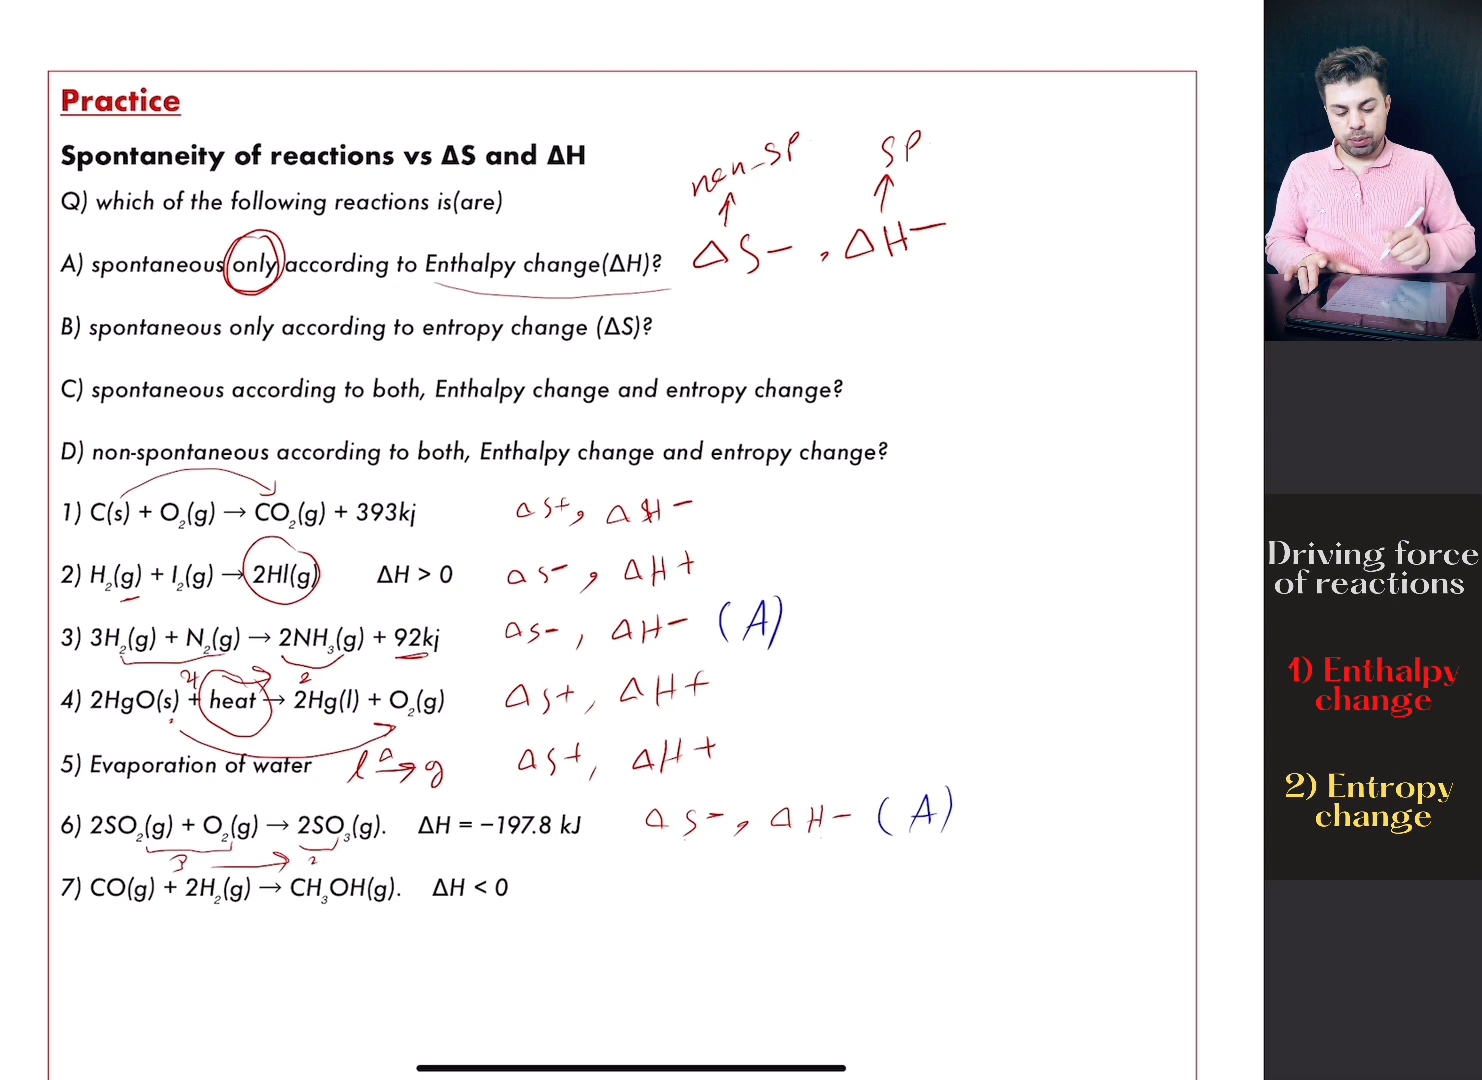 Practice
Spontaneity of reactions vs ΔS and ΔH
Q) which of the following reactions is(are)
non-SP
SP
A) spontaneous only according to Enthalpy change(ΔH)? ΔS- , ΔH-
B) spontaneous only according to entropy change (ΔS)?
C) spontaneous according to both, Enthalpy change and entropy change?
D) non-spontaneous according to both, Enthalpy change and entropy change?
1) C(s) + O₂(g) → CO₂(g) + 393kj ΔS+, ΔH-
2) H₂(g) + I₂(g) → 2HI(g) ΔH > 0 ΔS-, ΔH+
3) 3H₂(g) + N₂(g) → 2NH₃(g) + 92kj ΔS-, ΔH- (A)
4 2
4) 2HgO(s) + heat → 2Hg(l) + O₂(g) ΔS+, ΔH+
5) Evaporation of water l Δ→ g ΔS+, ΔH+
6) 2SO₂(g) + O₂(g) → 2SO₃(g). ΔH = −197.8 kJ ΔS-, ΔH- (A)
3 → 2
7) CO(g) + 2H₂(g) → CH₃OH(g). ΔH < 0
Driving force
of reactions
1) Enthalpy
change
2) Entropy
change